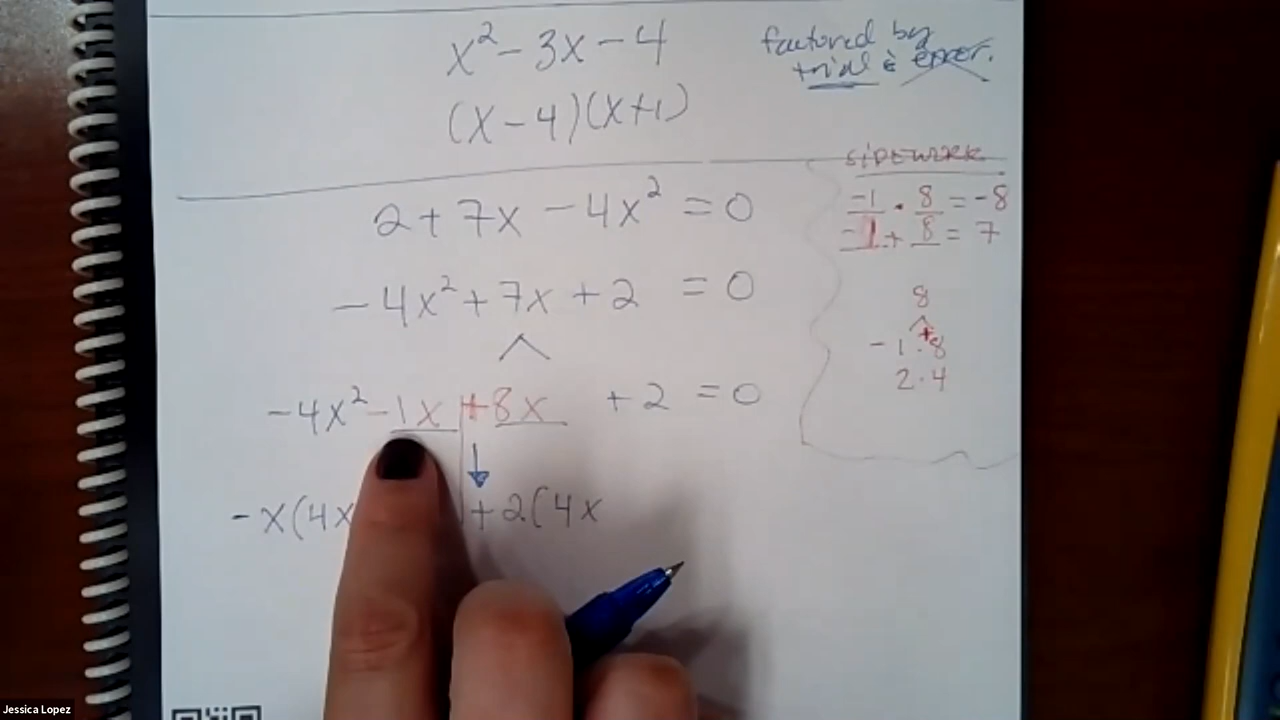 x² - 3x - 4
(x - 4)(x + 1)
factored by
trial & error.
2 + 7x - 4x² = 0
-4x² + 7x + 2 = 0
-4x² - 1x + 8x + 2 = 0
-x(4x
+ 2(4x
SIDEWORK
-1 · 8 = -8
-1 + 8 = 7
8
-1 · +8
2 · 4
Jessica Lopez